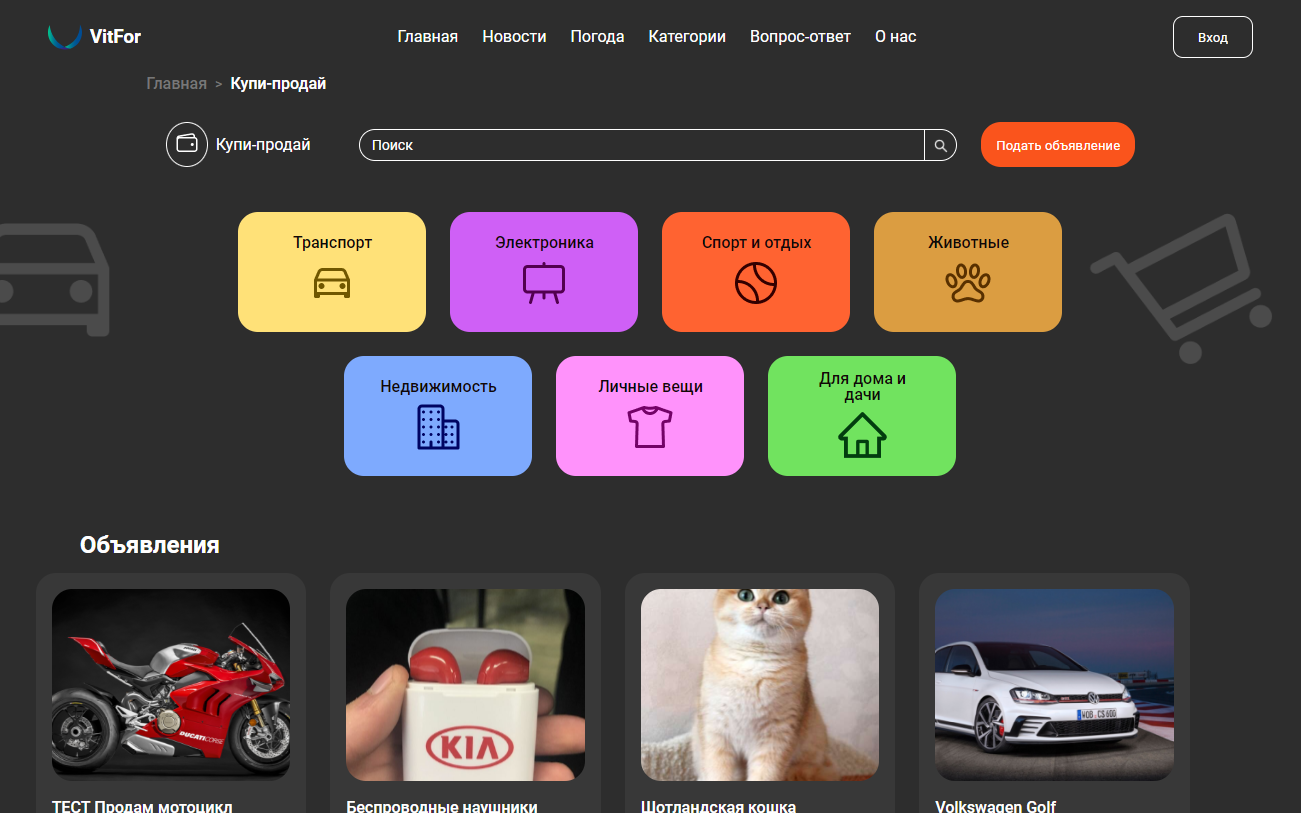 VitFor
Главная Новости Погода Категории Вопрос-ответ О нас
Вход
Главная > Купи-продай
Купи-продай
Поиск
Подать объявление
Транспорт
Электроника
Спорт и отдых
Животные
Недвижимость
Личные вещи
Для дома и
дачи
Объявления
DUCATI CORSE
KIA
WOB CS 600
ТЕСТ Продам мотоцикл
Беспроводные наушники
Шотландская кошка
Volkswagen Golf